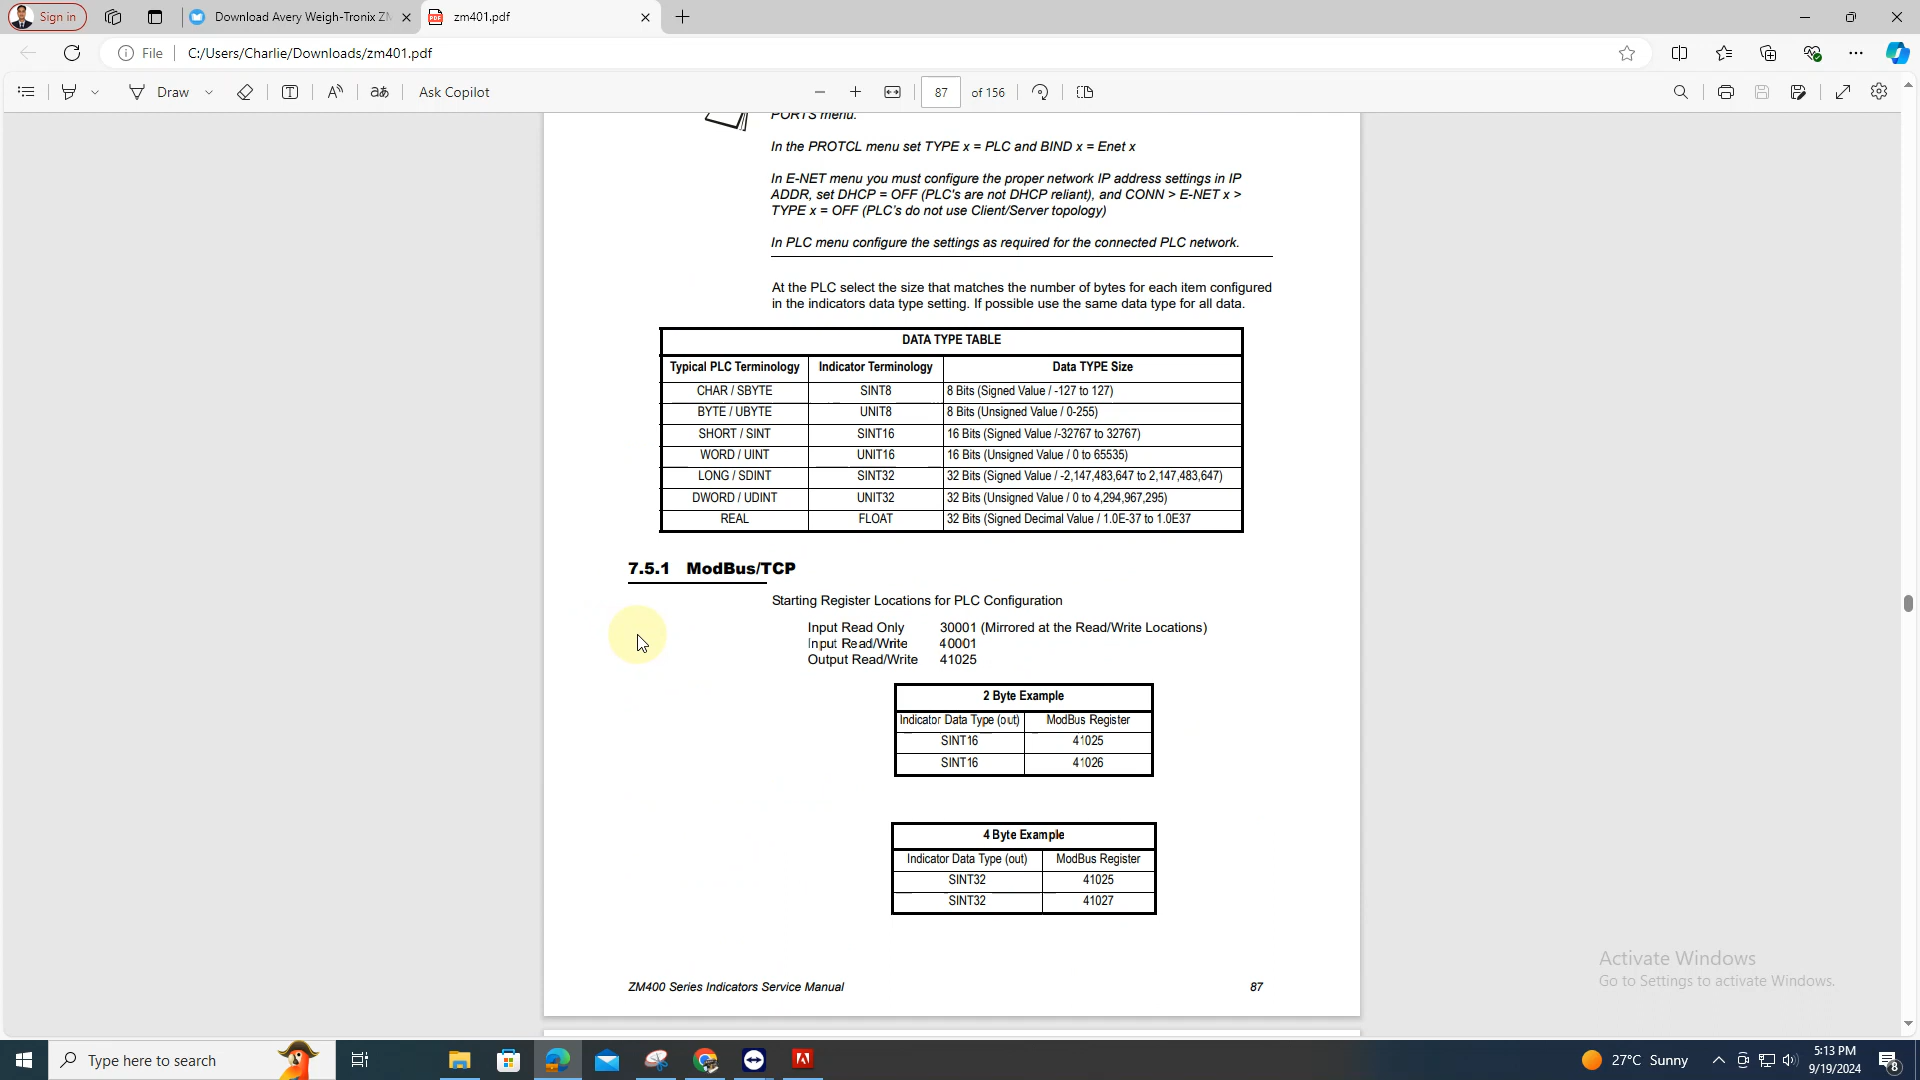 Sign in
Download Avery Weigh-Tronix ZM
zm401.pdf
File
C:/Users/Charlie/Downloads/zm401.pdf
Draw
Ask Copilot
87 of 156
PORTS menu.
In the PROTCL menu set TYPE x = PLC and BIND x = Enet x
In E-NET menu you must configure the proper network IP address settings in IP
ADDR, set DHCP = OFF (PLC's are not DHCP reliant), and CONN > E-NET x >
TYPE x = OFF (PLC's do not use Client/Server topology)
In PLC menu configure the settings as required for the connected PLC network.
At the PLC select the size that matches the number of bytes for each item configured
in the indicators data type setting. If possible use the same data type for all data.
DATA TYPE TABLE
Typical PLC Terminology Indicator Terminology Data TYPE Size
CHAR / SBYTE SINT8 8 Bits (Signed Value / -127 to 127)
BYTE / UBYTE UNIT8 8 Bits (Unsigned Value / 0-255)
SHORT / SINT SINT16 16 Bits (Signed Value /-32767 to 32767)
WORD / UINT UNIT16 16 Bits (Unsigned Value / 0 to 65535)
LONG / SDINT SINT32 32 Bits (Signed Value / -2,147,483,647 to 2,147,483,647)
DWORD / UDINT UNIT32 32 Bits (Unsigned Value / 0 to 4,294,967,295)
REAL FLOAT 32 Bits (Signed Decimal Value / 1.0E-37 to 1.0E37
7.5.1 ModBus/TCP
Starting Register Locations for PLC Configuration
Input Read Only 30001 (Mirrored at the Read/Write Locations)
Input Read/Write 40001
Output Read/Write 41025
2 Byte Example
Indicator Data Type (out) ModBus Register
SINT16 41025
SINT16 41026
4 Byte Example
Indicator Data Type (out) ModBus Register
SINT32 41025
SINT32 41027
ZM400 Series Indicators Service Manual 87
Activate Windows
Go to Settings to activate Windows.
Type here to search
27°C Sunny
5:13 PM
9/19/2024
8